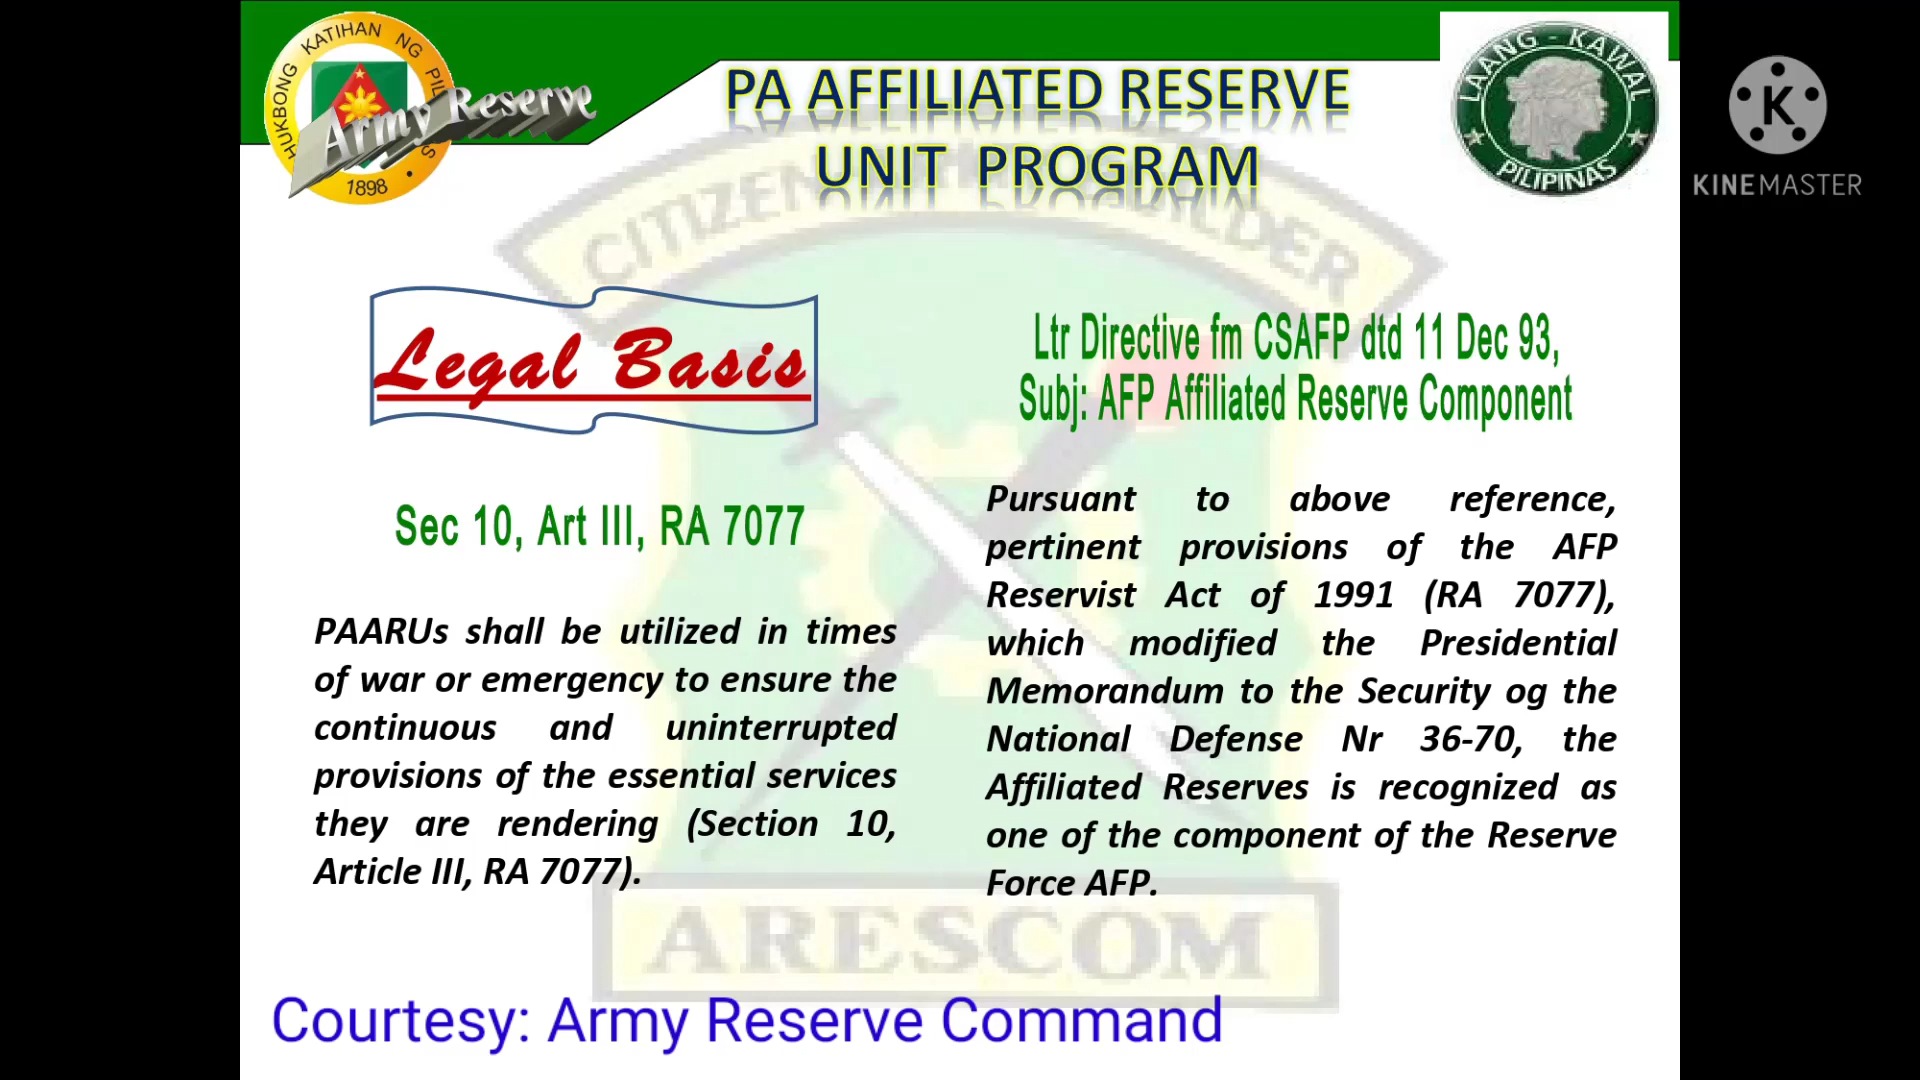 HUKBONG KATIHAN NG PIL S
Army Reserve
1898
PA AFFILIATED RESERVE
UNIT PROGRAM
LAANG - KAWAL
PILIPINAS
K
KINEMASTER
CITIZEN
Legal Basis
Ltr Directive fm CSAFP dtd 11 Dec 93,
Subj: AFP Affiliated Reserve Component
Sec 10, Art III, RA 7077
PAARUs shall be utilized in times
of war or emergency to ensure the
continuous and uninterrupted
provisions of the essential services
they are rendering (Section 10,
Article III, RA 7077).
Pursuant to above reference,
pertinent provisions of the AFP
Reservist Act of 1991 (RA 7077),
which modified the Presidential
Memorandum to the Security og the
National Defense Nr 36-70, the
Affiliated Reserves is recognized as
one of the component of the Reserve
Force AFP.
ARESCOM
Courtesy: Army Reserve Command